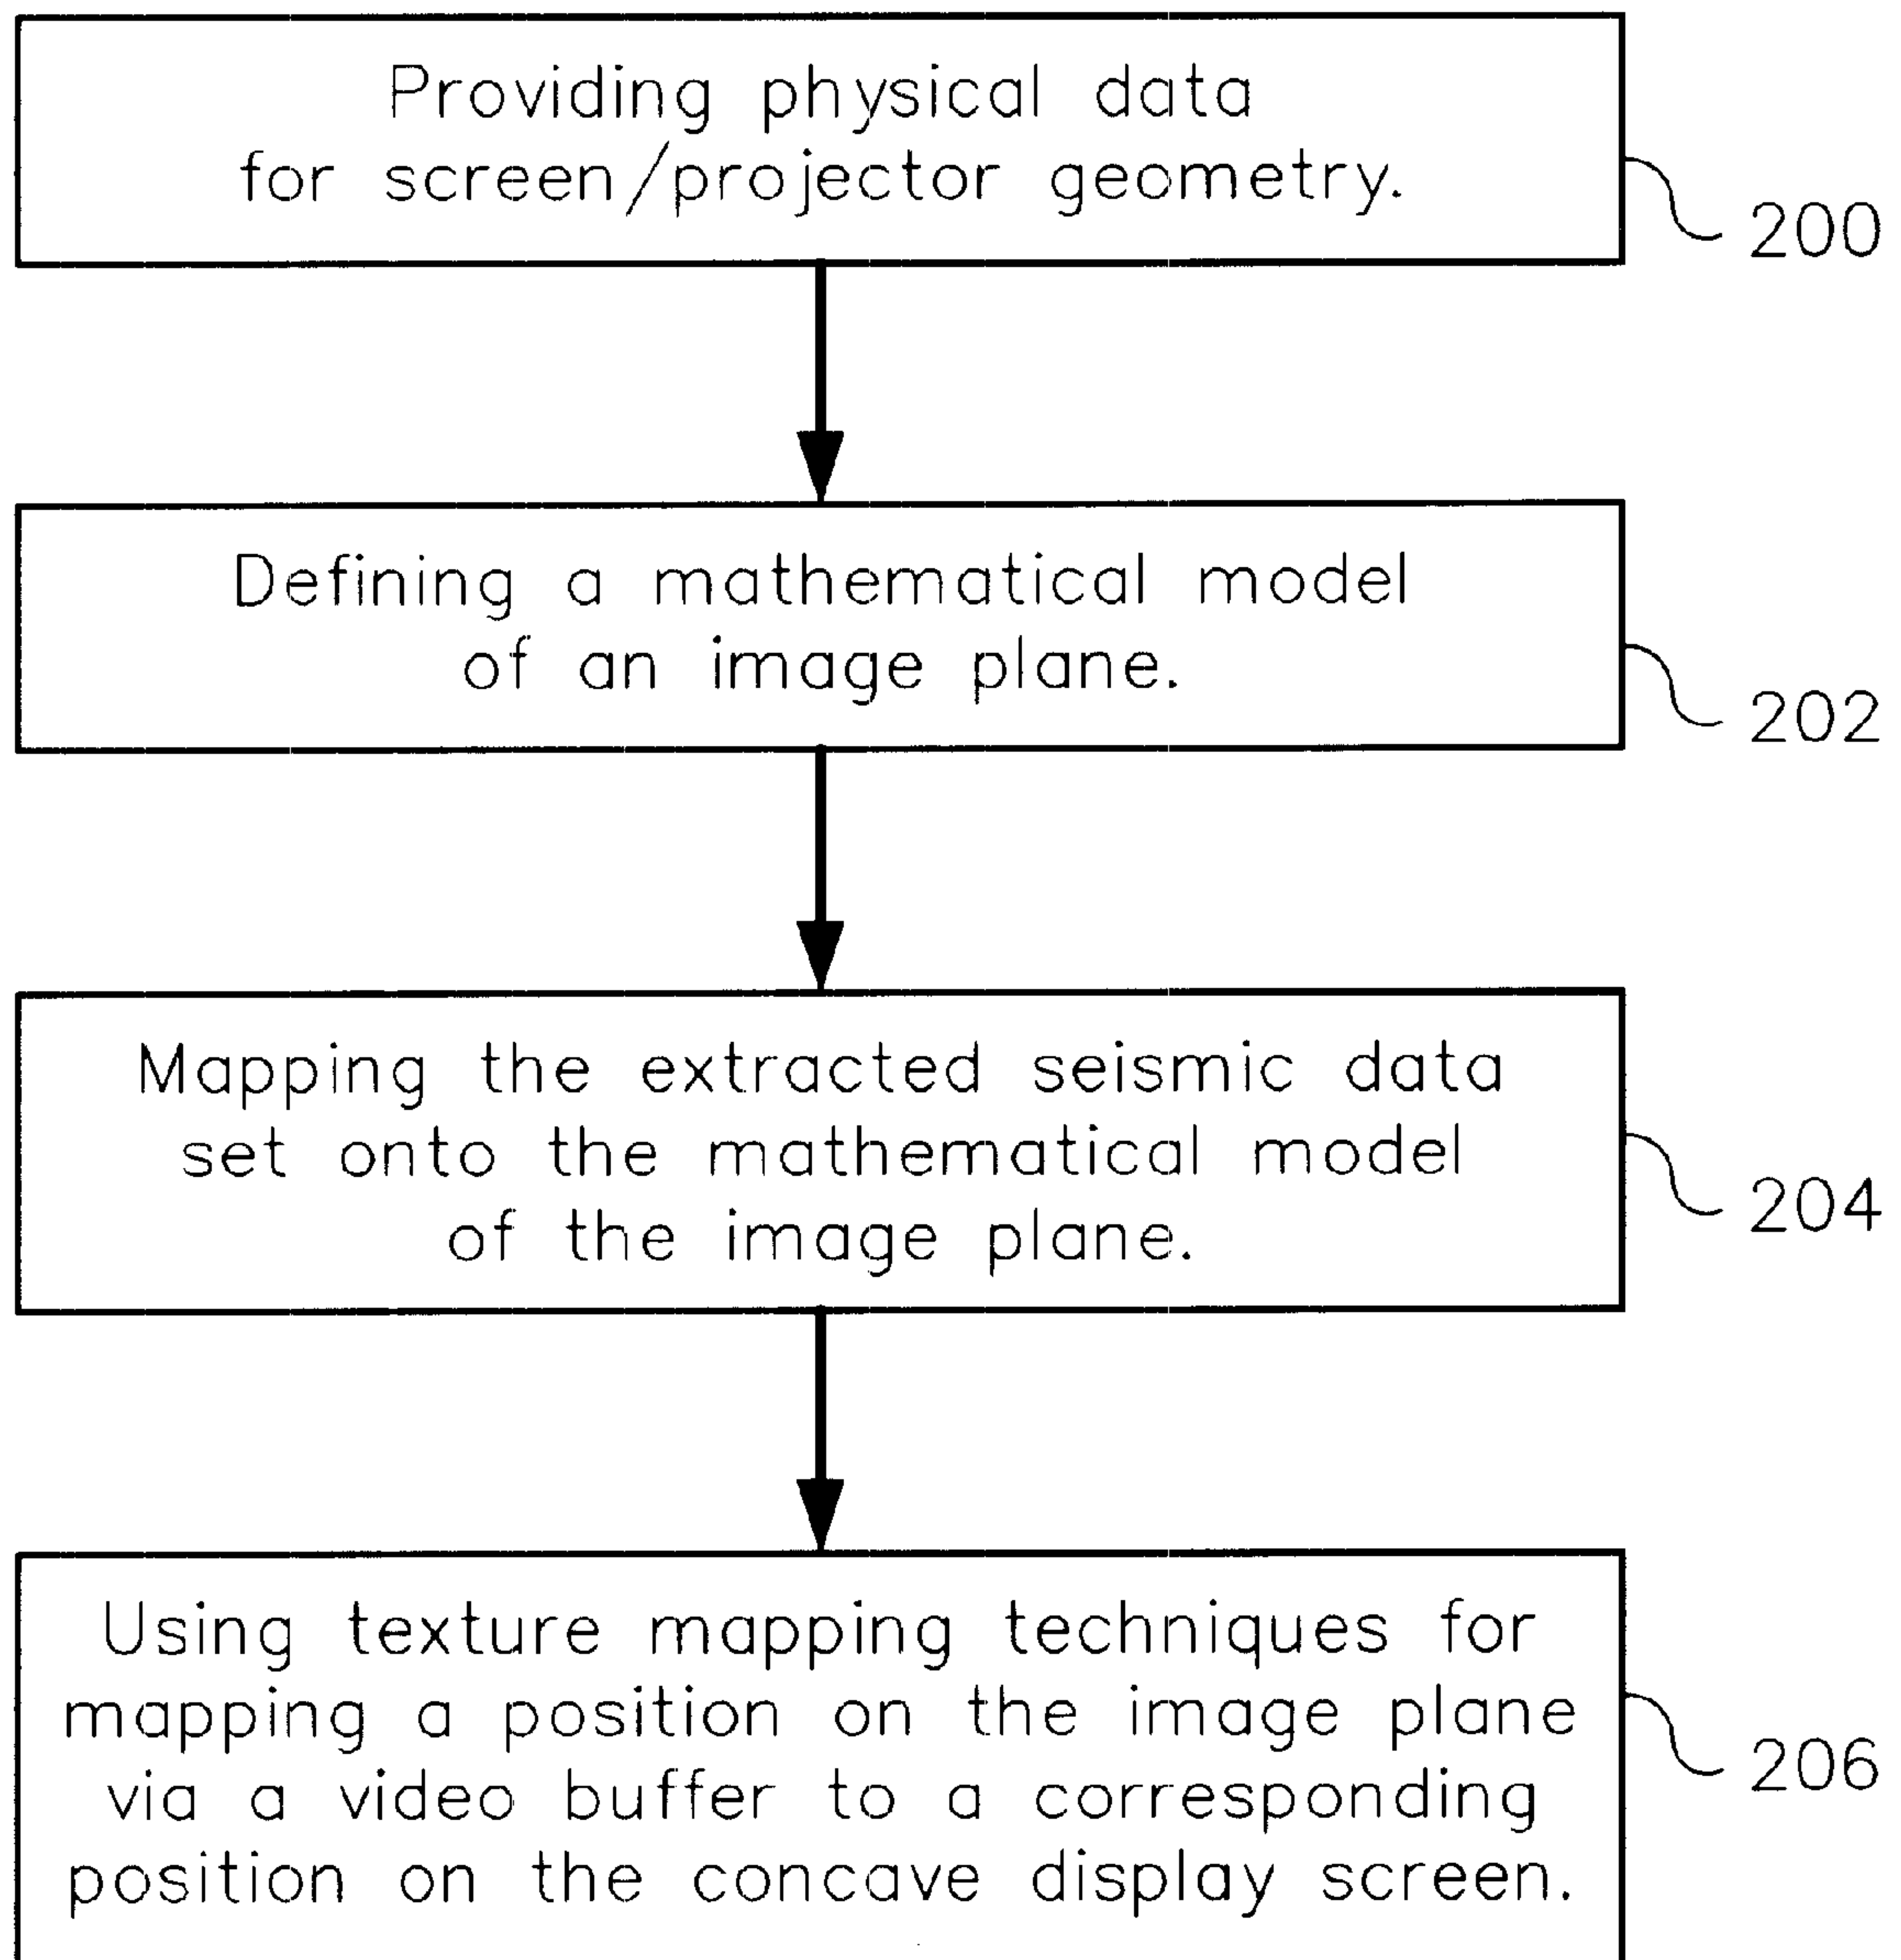 Providing physical data
for screen/projector geometry.
200
Defining a mathematical model
of an image plane.
202
Mapping the extracted seismic data
set onto the mathematical model
of the image plane.
204
Using texture mapping techniques for
mapping a position on the image plane
via a video buffer to a corresponding
position on the concave display screen.
206